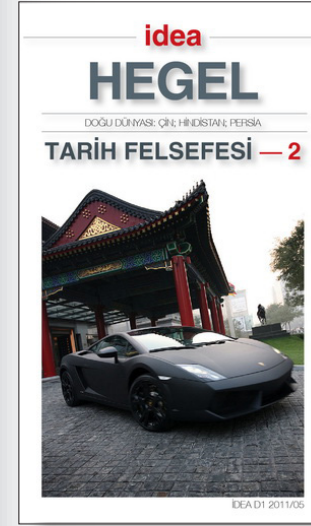 idea
HEGEL
DOĞU DÜNYASI: ÇİN; HİNDİSTAN; PERSİA
TARİH FELSEFESİ — 2
İDEA D1 2011/05